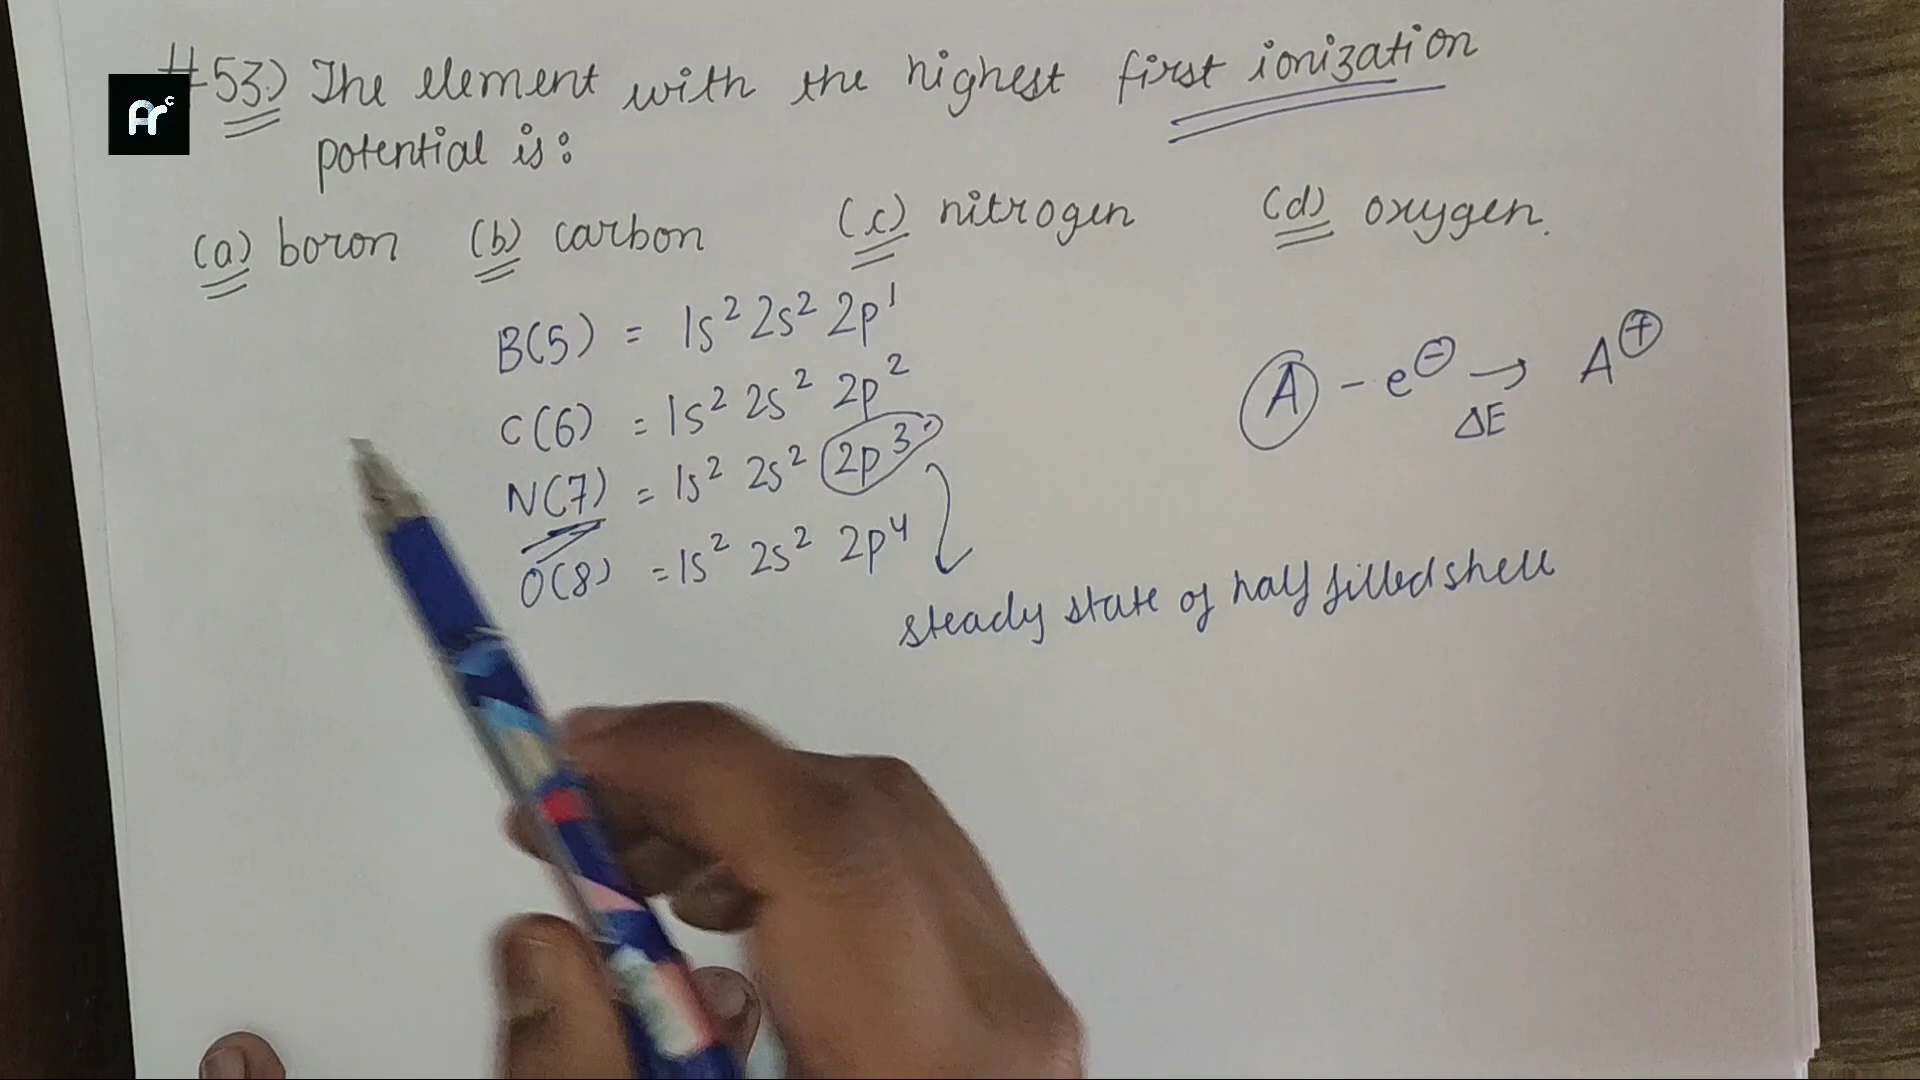 #53.) The element with the highest first ionization
potential is:
(a) boron (b) carbon (c) nitrogen (d) oxygen.
B(5) = 1s² 2s² 2p¹
C(6) = 1s² 2s² 2p²
N(7) = 1s² 2s² 2p³
O(8) = 1s² 2s² 2p⁴
A - e⊖ → A⊕
ΔE
steady state of half filled shell
Ar c